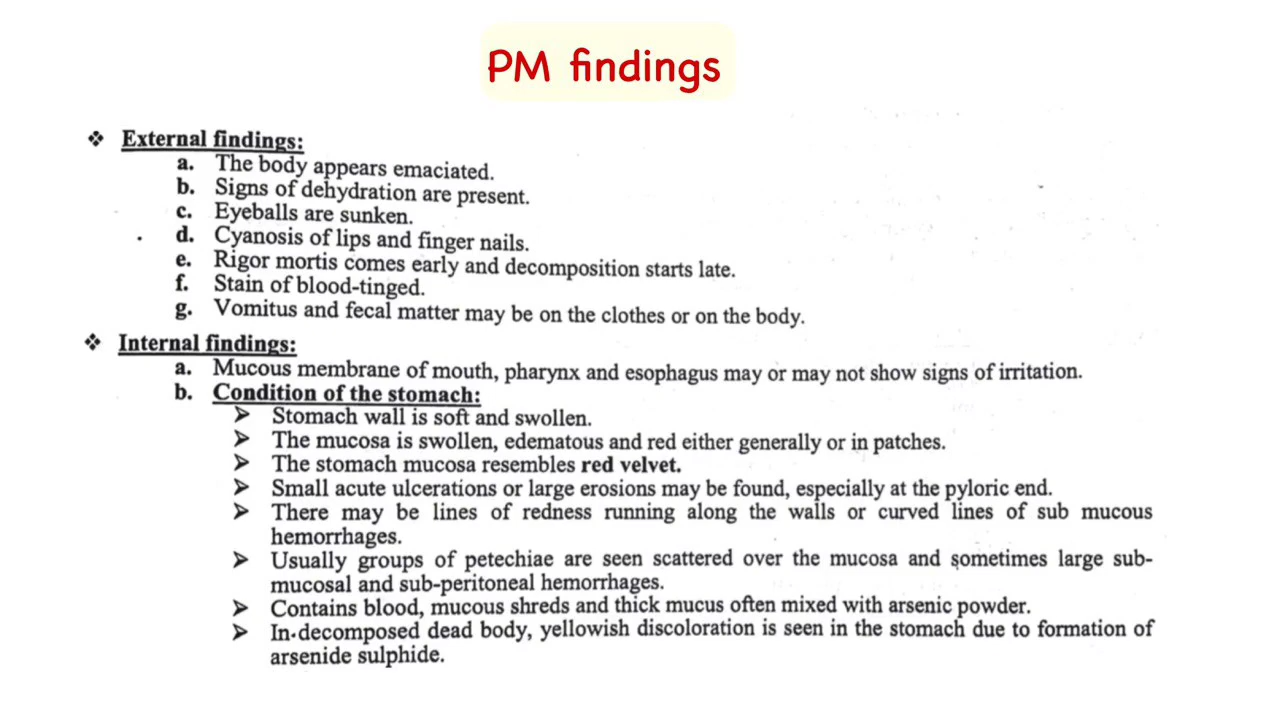 PM findings
❖ External findings:
a. The body appears emaciated.
b. Signs of dehydration are present.
c. Eyeballs are sunken.
d. Cyanosis of lips and finger nails.
e. Rigor mortis comes early and decomposition starts late.
f. Stain of blood-tinged.
g. Vomitus and fecal matter may be on the clothes or on the body.
❖ Internal findings:
a. Mucous membrane of mouth, pharynx and esophagus may or may not show signs of irritation.
b. Condition of the stomach:
➢ Stomach wall is soft and swollen.
➢ The mucosa is swollen, edematous and red either generally or in patches.
➢ The stomach mucosa resembles red velvet.
➢ Small acute ulcerations or large erosions may be found, especially at the pyloric end.
➢ There may be lines of redness running along the walls or curved lines of sub mucous
hemorrhages.
➢ Usually groups of petechiae are seen scattered over the mucosa and sometimes large sub-
mucosal and sub-peritoneal hemorrhages.
➢ Contains blood, mucous shreds and thick mucus often mixed with arsenic powder.
➢ In decomposed dead body, yellowish discoloration is seen in the stomach due to formation of
arsenide sulphide.